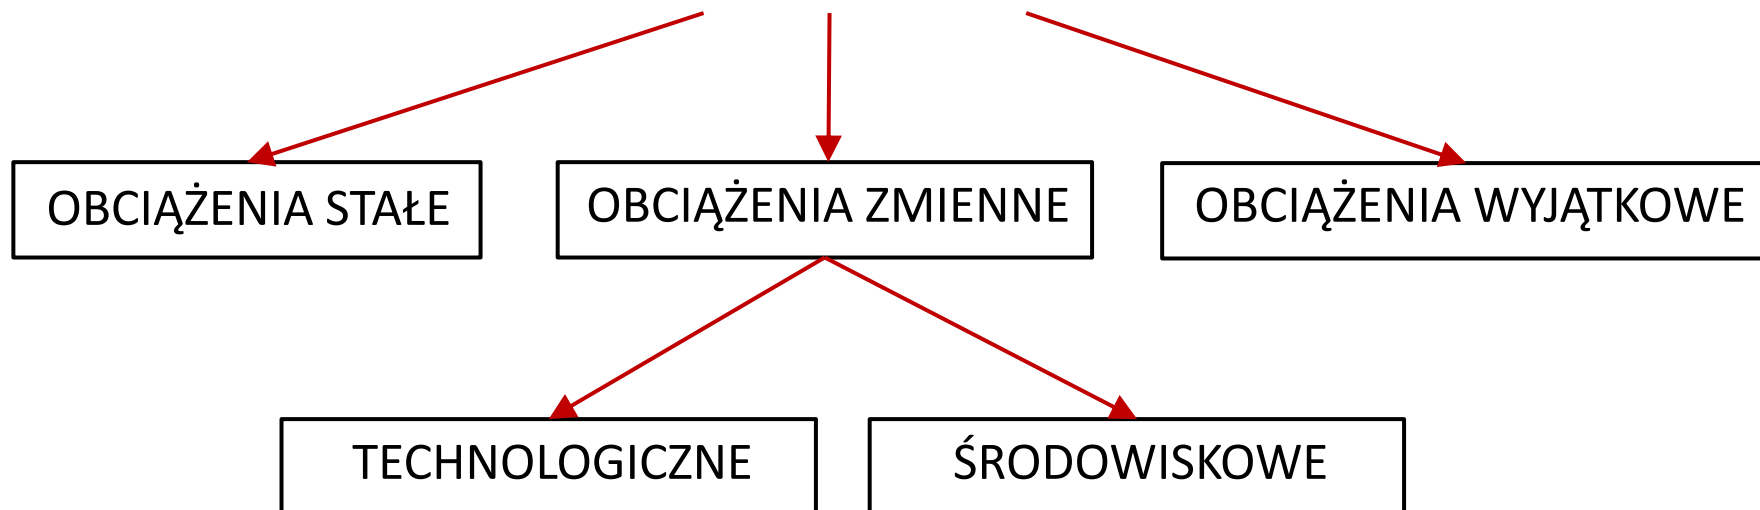 OBCIĄŻENIA STAŁE
OBCIĄŻENIA ZMIENNE
OBCIĄŻENIA WYJĄTKOWE
TECHNOLOGICZNE
ŚRODOWISKOWE